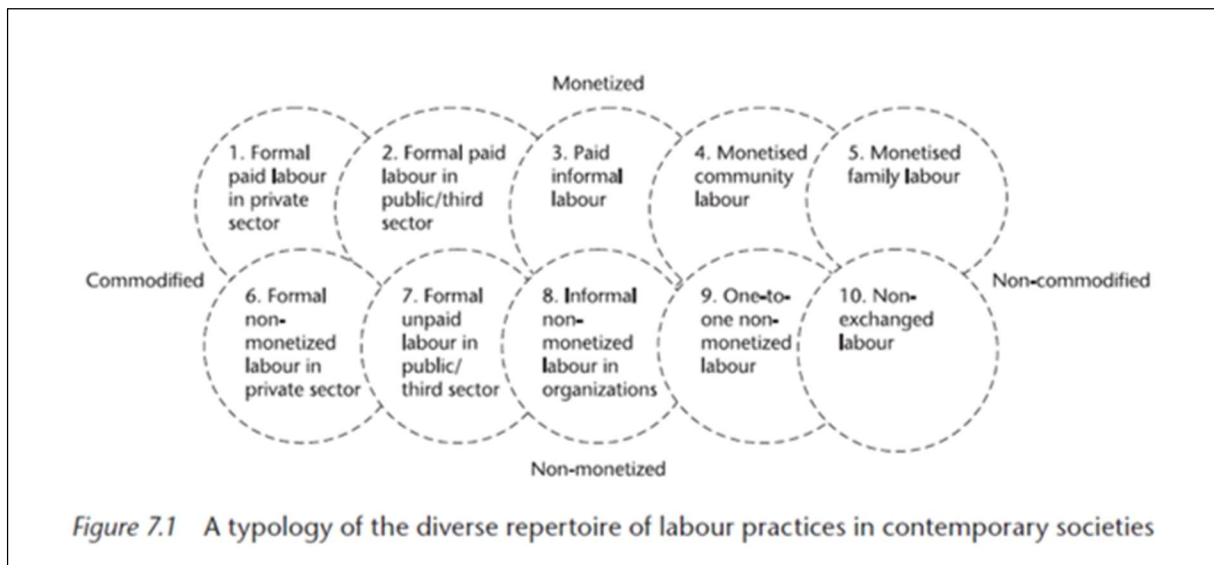 Monetized
1. Formal
paid labour
in private
sector
2. Formal paid
labour in
public/third
sector
3. Paid
informal
labour
4. Monetised
community
labour
5. Monetised
family labour
Commodified
Non-commodified
6. Formal
non-
monetized
labour in
private sector
7. Formal
unpaid
labour in
public/
third sector
8. Informal
non-
monetized
labour in
organizations
9. One-to-
one non-
monetized
labour
10. Non-
exchanged
labour
Non-monetized
Figure 7.1 A typology of the diverse repertoire of labour practices in contemporary societies